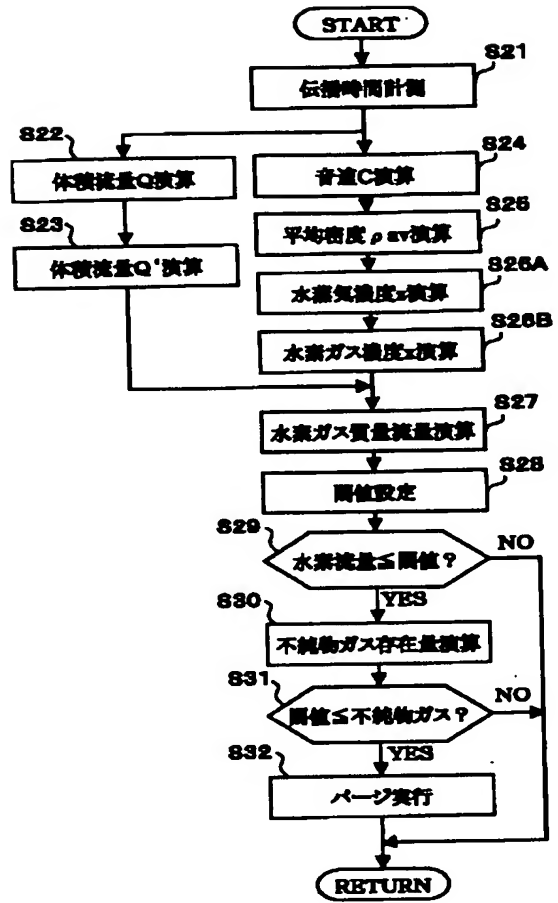 START
S21
伝播時間計測
S22
体積流量Q演算
S23
体積流量Q'演算
S24
音速C演算
S25
平均密度ρav演算
S26A
水蒸気濃度z演算
S26B
水素ガス濃度x演算
S27
水素ガス質量流量演算
S28
閾値設定
S29
水素流量≦閾値?
NO
YES
S30
不純物ガス存在量演算
S31
閾値≦不純物ガス?
NO
YES
S32
パージ実行
RETURN